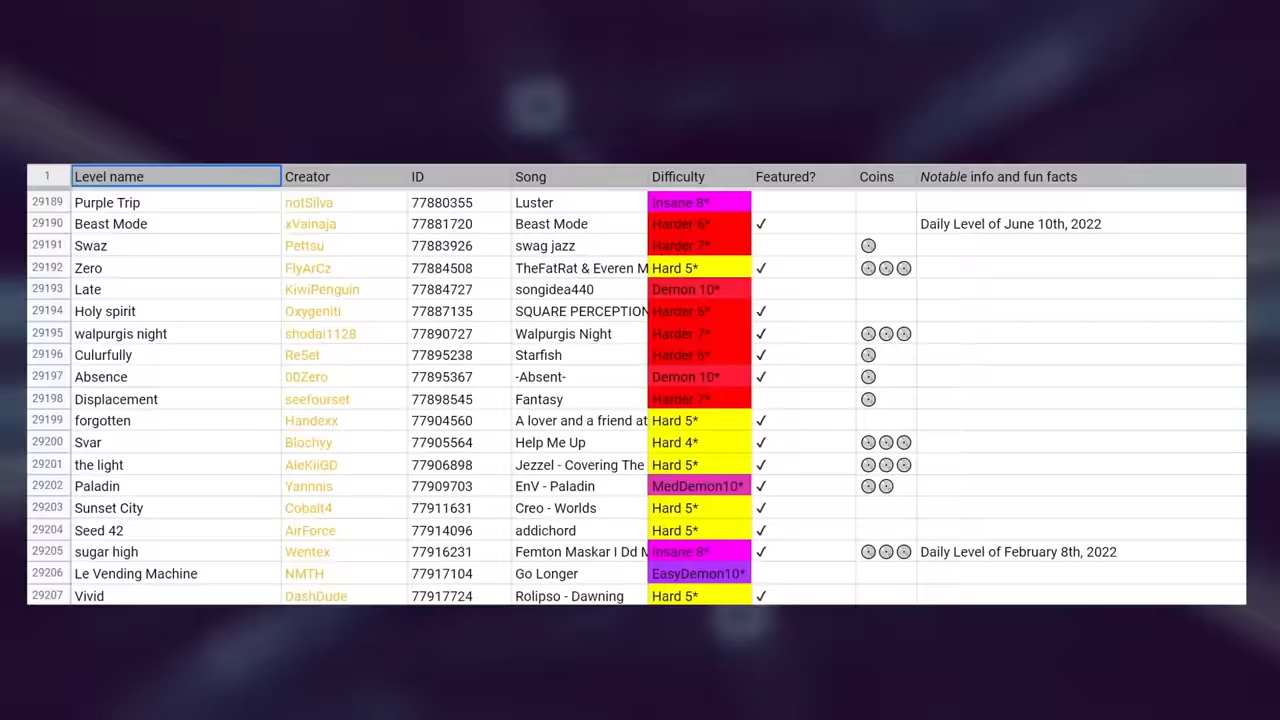 1 Level name Creator ID Song Difficulty Featured? Coins Notable info and fun facts
29189 Purple Trip notSilva 77880355 Luster Insane 8*
29190 Beast Mode xVainaja 77881720 Beast Mode Harder 6* ✓ Daily Level of June 10th, 2022
29191 Swaz Pettsu 77883926 swag jazz Harder 7*
29192 Zero FlyArCz 77884508 TheFatRat & Everen M Hard 5* ✓
29193 Late KiwiPenguin 77884727 songidea440 Demon 10*
29194 Holy spirit Oxygeniti 77887135 SQUARE PERCEPTION Harder 6* ✓
29195 walpurgis night shodai1128 77890727 Walpurgis Night Harder 7* ✓
29196 Culurfully Re5et 77895238 Starfish Harder 6* ✓
29197 Absence 00Zero 77895367 -Absent- Demon 10* ✓
29198 Displacement seefourset 77898545 Fantasy Harder 7*
29199 forgotten Handexx 77904560 A lover and a friend at Hard 5* ✓
29200 Svar Blochyy 77905564 Help Me Up Hard 4* ✓
29201 the light AleKiiGD 77906898 Jezzel - Covering The Hard 5* ✓
29202 Paladin Yannnis 77909703 EnV - Paladin MedDemon10* ✓
29203 Sunset City Cobalt4 77911631 Creo - Worlds Hard 5* ✓
29204 Seed 42 AirForce 77914096 addichord Hard 5* ✓
29205 sugar high Wentex 77916231 Femton Maskar I Dd M Insane 8* ✓ Daily Level of February 8th, 2022
29206 Le Vending Machine NMTH 77917104 Go Longer EasyDemon10*
29207 Vivid DashDude 77917724 Rolipso - Dawning Hard 5* ✓